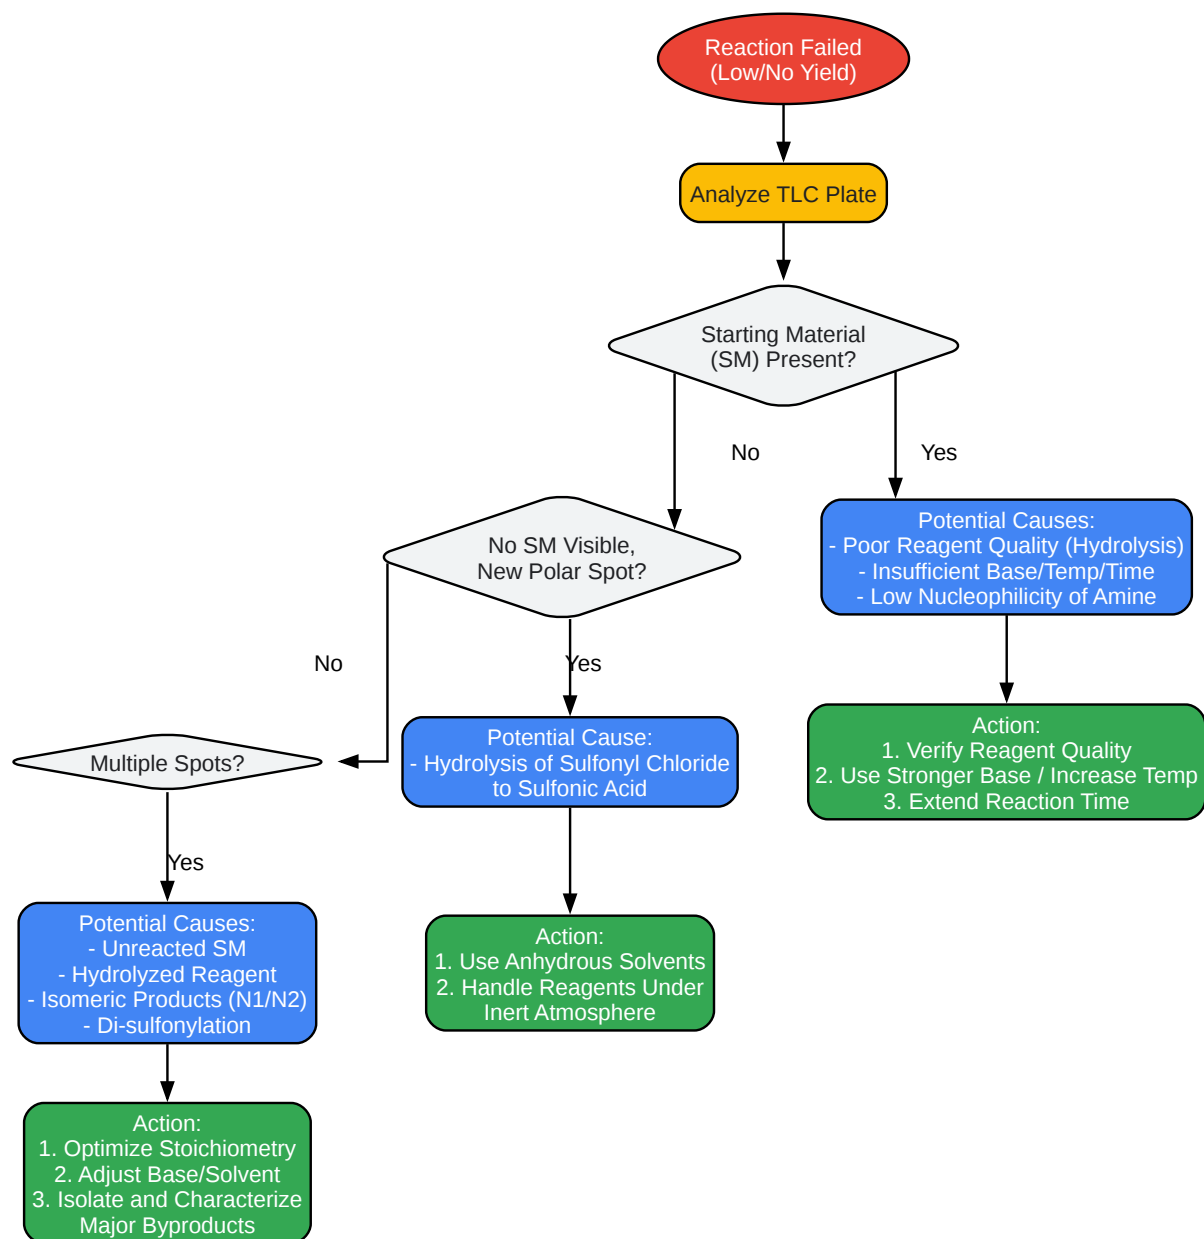 Reaction Failed
(Low/No Yield)
Analyze TLC Plate
Starting Material
(SM) Present?
No
Yes
No SM Visible,
New Polar Spot?
Potential Causes:
- Poor Reagent Quality (Hydrolysis)
- Insufficient Base/Temp/Time
- Low Nucleophilicity of Amine
No
Yes
Multiple Spots?
Potential Cause:
- Hydrolysis of Sulfonyl Chloride
to Sulfonic Acid
Action:
1. Verify Reagent Quality
2. Use Stronger Base / Increase Temp
3. Extend Reaction Time
Yes
Potential Causes:
- Unreacted SM
- Hydrolyzed Reagent
- Isomeric Products (N1/N2)
- Di-sulfonylation
Action:
1. Use Anhydrous Solvents
2. Handle Reagents Under
Inert Atmosphere
Action:
1. Optimize Stoichiometry
2. Adjust Base/Solvent
3. Isolate and Characterize
Major Byproducts